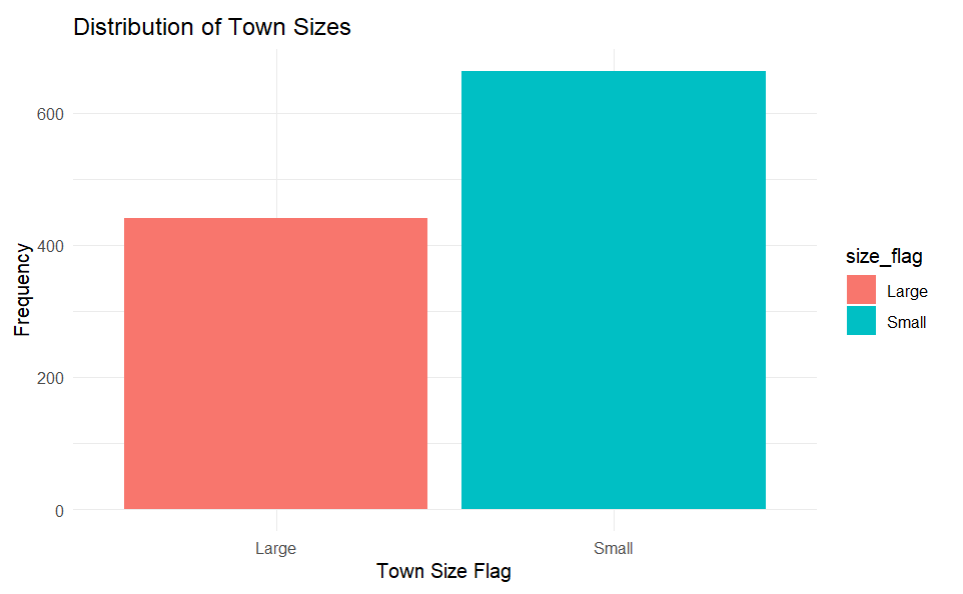 Distribution of Town Sizes
600
400
200
0
Frequency
Large
Small
Town Size Flag
size_flag
Large
Small